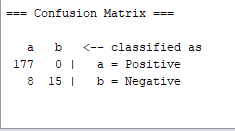 === Confusion Matrix ===
a b <-- classified as
177 0 | a = Positive
8 15 | b = Negative